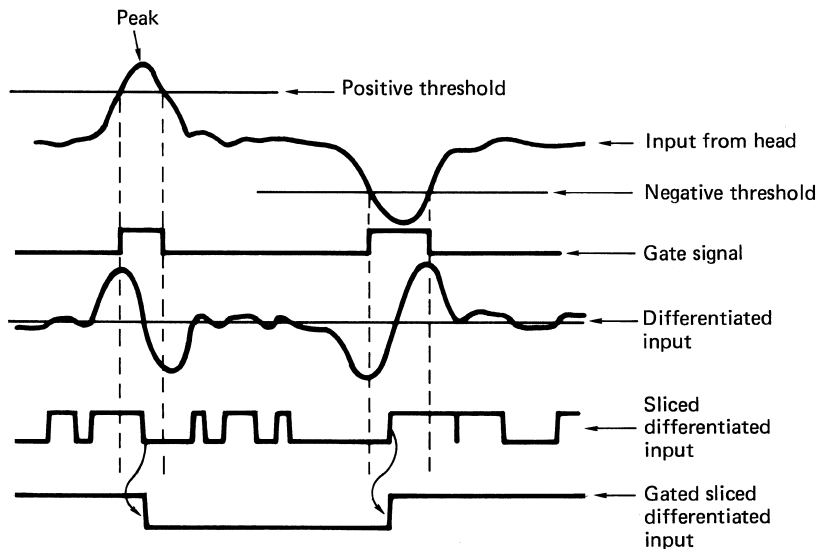 Peak
Positive threshold
Input from head
Negative threshold
Gate signal
Differentiated
input
Sliced
differentiated
input
Gated sliced
differentiated
input